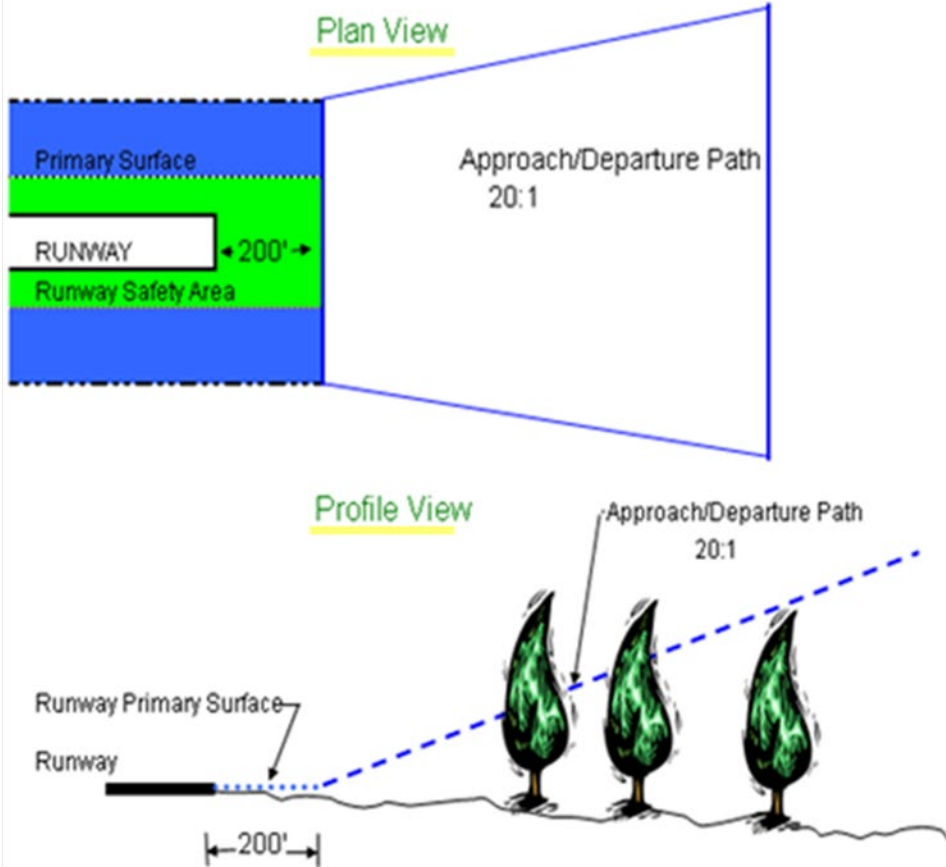 Plan View
Primary Surface
Approach/Departure Path
20:1
RUNWAY
200'
Runway Safety Area
Profile View
Approach/Departure Path
20:1
Runway Primary Surface
Runway
200'